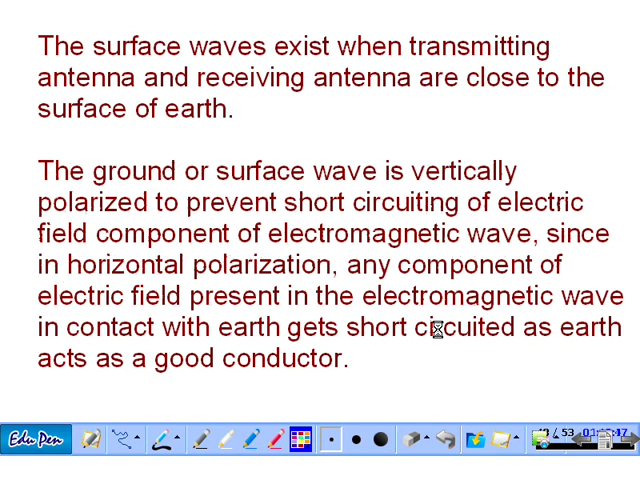 The surface waves exist when transmitting
antenna and receiving antenna are close to the
surface of earth.
The ground or surface wave is vertically
polarized to prevent short circuiting of electric
field component of electromagnetic wave, since
in horizontal polarization, any component of
electric field present in the electromagnetic wave
in contact with earth gets short circuited as earth
acts as a good conductor.
Edu Pen
/ 53